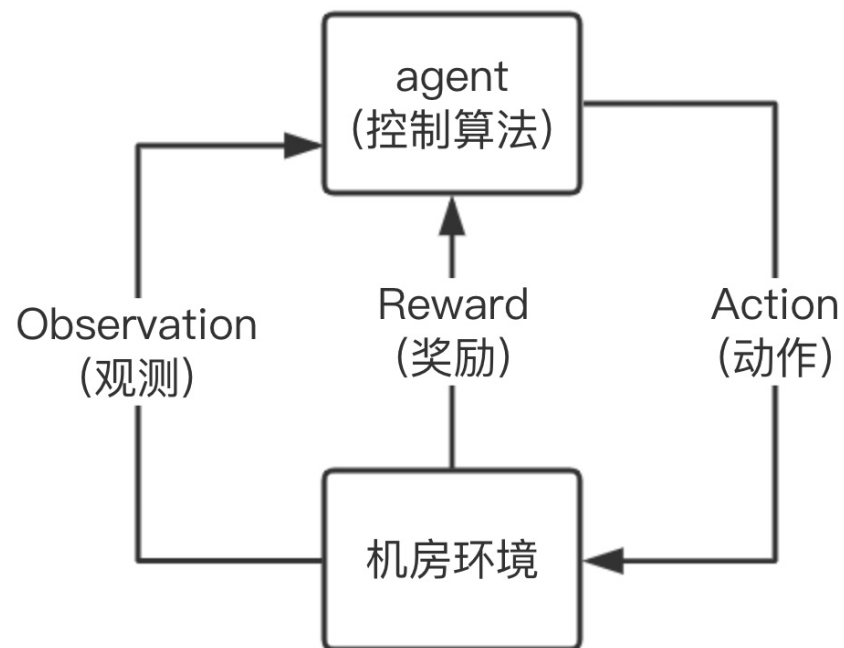 agent
(控制算法)
Observation
(观测)
Reward
(奖励)
Action
(动作)
机房环境